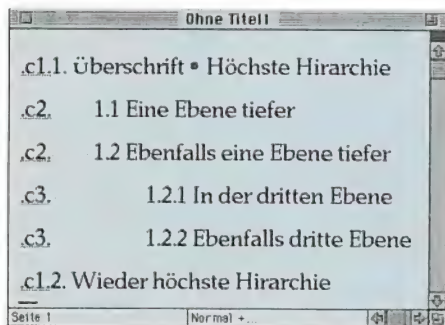 Ohne Titel1
.c1.1. Überschrift • Höchste Hirarchie
.c2. 1.1 Eine Ebene tiefer
.c2. 1.2 Ebenfalls eine Ebene tiefer
.c3. 1.2.1 In der dritten Ebene
.c3. 1.2.2 Ebenfalls dritte Ebene
.c1.2. Wieder höchste Hirarchie
Seite 1 Normal +...